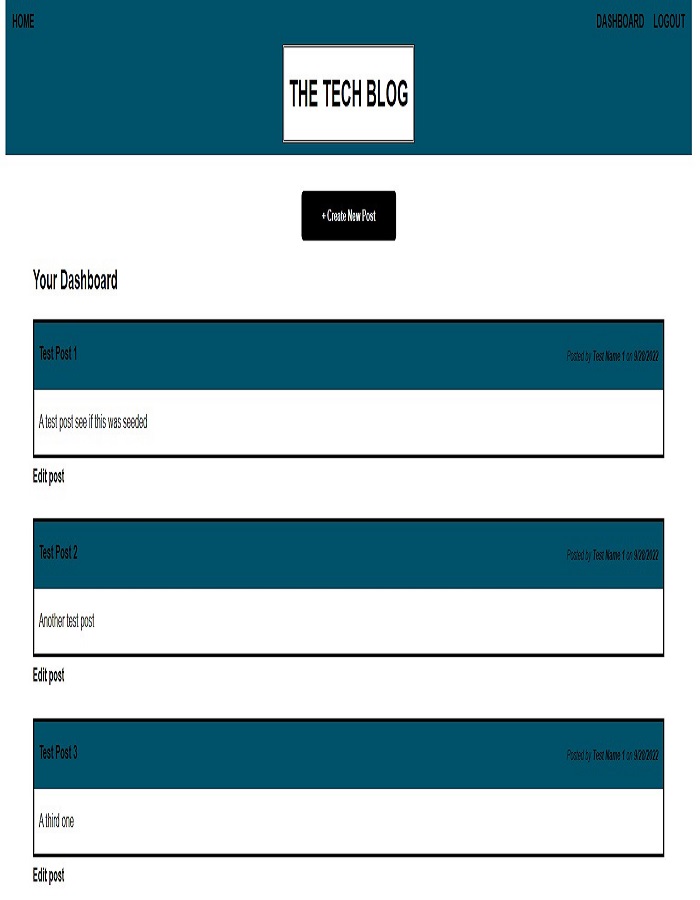 HOME DASHBOARD LOGOUT
THE TECH BLOG
+ Create New Post
Your Dashboard
Test Post 1 Posted by Test Name 1 on 9/20/2022
A test post see if this was seeded
Edit post
Test Post 2 Posted by Test Name 1 on 9/20/2022
Another test post
Edit post
Test Post 3 Posted by Test Name 1 on 9/20/2022
A third one
Edit post